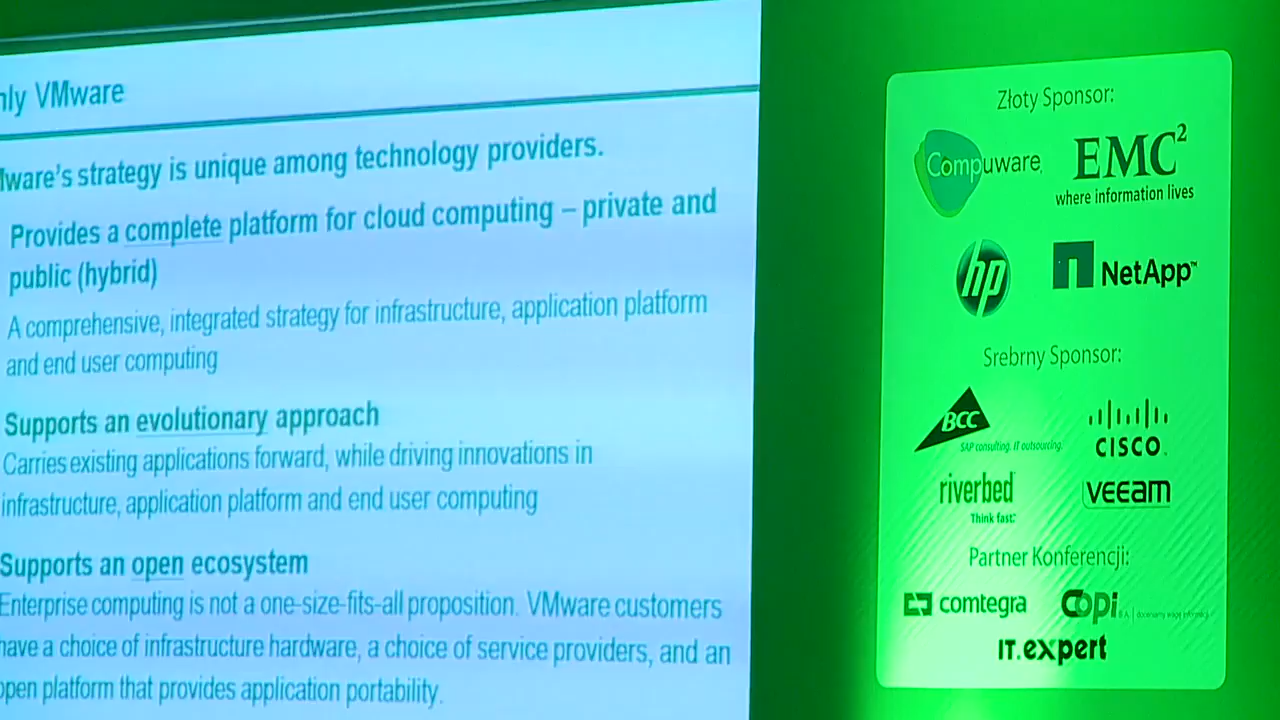 nly VMware
ware's strategy is unique among technology providers.
Provides a complete platform for cloud computing – private and
public (hybrid)
A comprehensive, integrated strategy for infrastructure, application platform
and end user computing
Supports an evolutionary approach
Carries existing applications forward, while driving innovations in
infrastructure, application platform and end user computing
Supports an open ecosystem
Enterprise computing is not a one-size-fits-all proposition. VMware customers
have a choice of infrastructure hardware, a choice of service providers, and an
open platform that provides application portability.
Złoty Sponsor:
Compuware
EMC²
where information lives
hp
NetApp™
Srebrny Sponsor:
BCC
SAP consulting. IT outsourcing.
CISCO
riverbed
Think fast.
veeam
Partner Konferencji:
comtegra
COPi
IT.expert